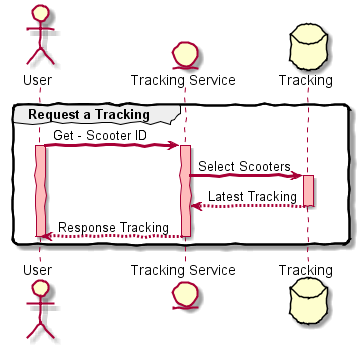 User
Tracking Service
Tracking
Request a Tracking
Get - Scooter ID
Select Scooters
Latest Tracking
Response Tracking
User
Tracking Service
Tracking